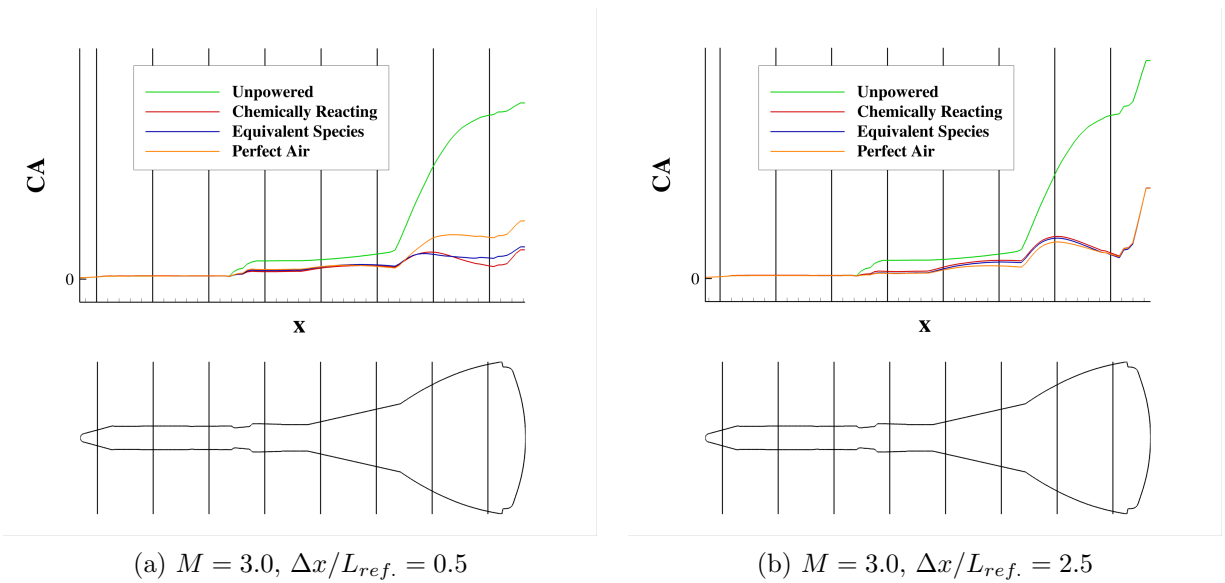 Unpowered
Chemically Reacting
Equivalent Species
Perfect Air
CA
0
x
(a) M = 3.0, Δx/L_ref. = 0.5
Unpowered
Chemically Reacting
Equivalent Species
Perfect Air
CA
0
x
(b) M = 3.0, Δx/L_ref. = 2.5